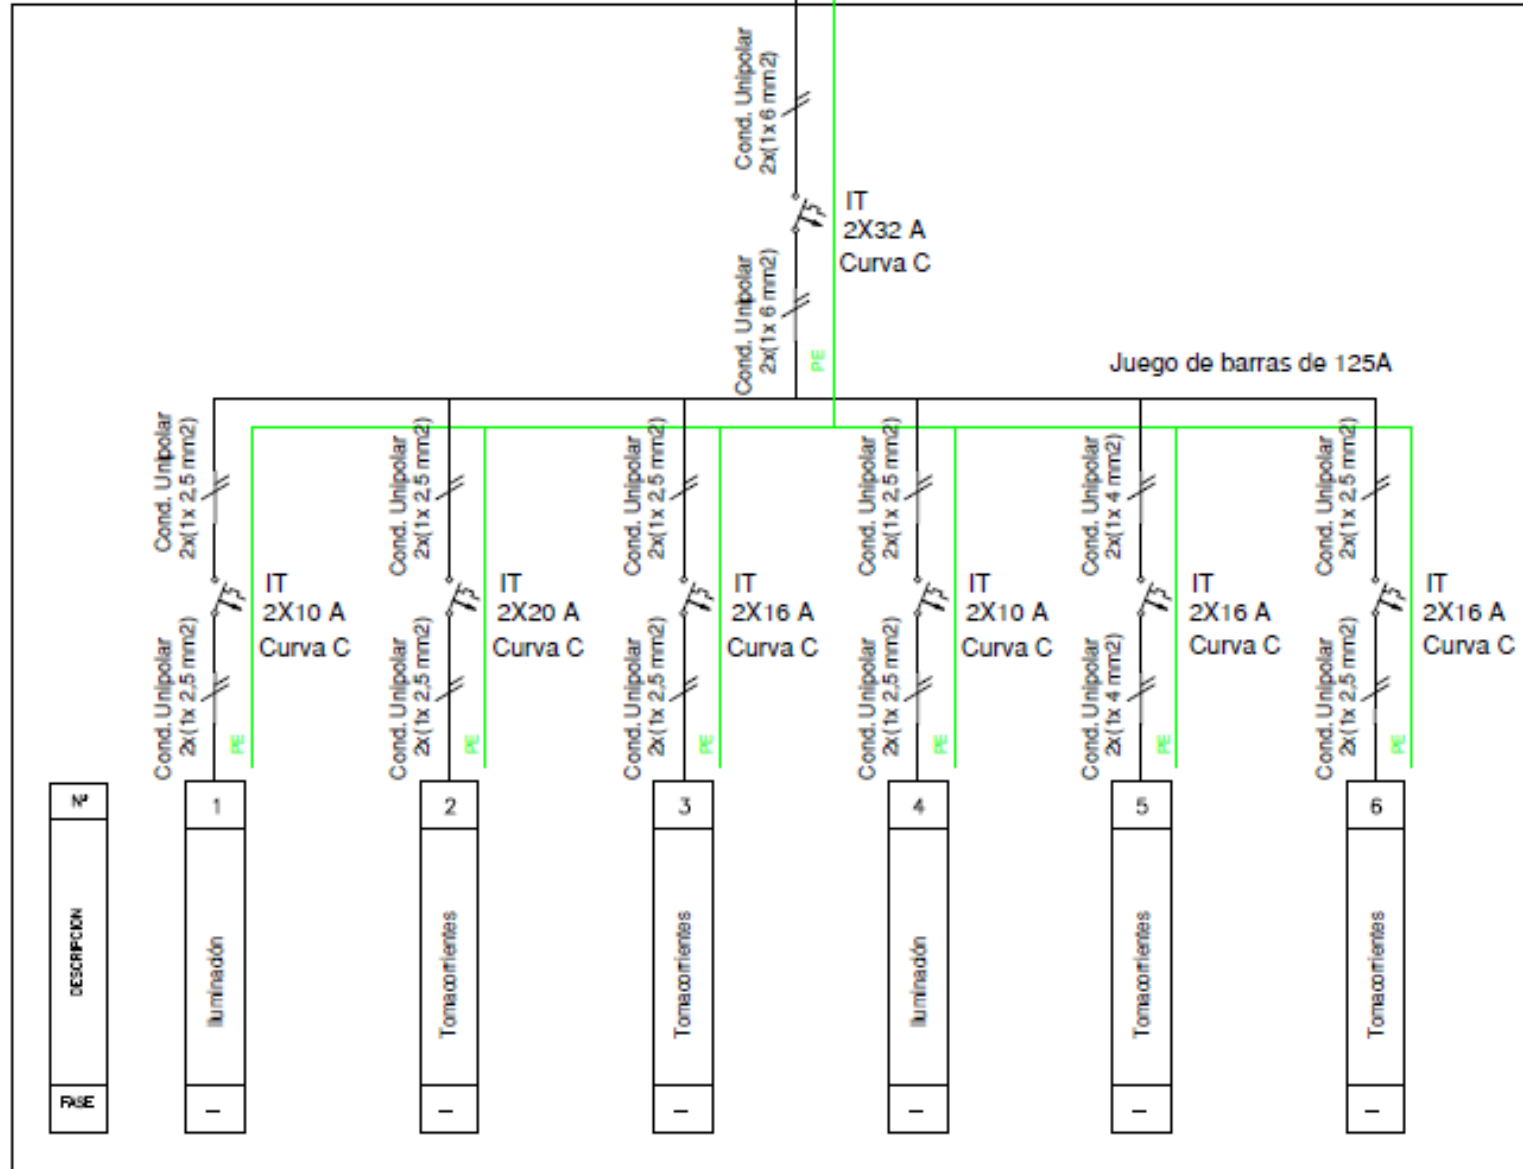 Cond. Unipolar
2x(1x 6 mm2)
IT
2X32 A
Curva C
Cond. Unipolar
2x(1x 6 mm2)
PE
Juego de barras de 125A
Cond. Unipolar
2x(1x 2,5 mm2)
Cond. Unipolar
2x(1x 2,5 mm2)
Cond. Unipolar
2x(1x 2,5 mm2)
Cond. Unipolar
2x(1x 2,5 mm2)
Cond. Unipolar
2x(1x 4 mm2)
Cond. Unipolar
2x(1x 2,5 mm2)
IT
2X10 A
Curva C
IT
2X20 A
Curva C
IT
2X16 A
Curva C
IT
2X10 A
Curva C
IT
2X16 A
Curva C
IT
2X16 A
Curva C
Cond. Unipolar
2x(1x 2,5 mm2)
PE
Cond. Unipolar
2x(1x 2,5 mm2)
PE
Cond. Unipolar
2x(1x 2,5 mm2)
PE
Cond. Unipolar
2x(1x 2,5 mm2)
PE
Cond. Unipolar
2x(1x 4 mm2)
PE
Cond. Unipolar
2x(1x 2,5 mm2)
PE
Nº
1
2
3
4
5
6
DESCRIPCION
Iluminación
Tomacorrientes
Tomacorrientes
Iluminación
Tomacorrientes
Tomacorrientes
FASE
–
–
–
–
–
–